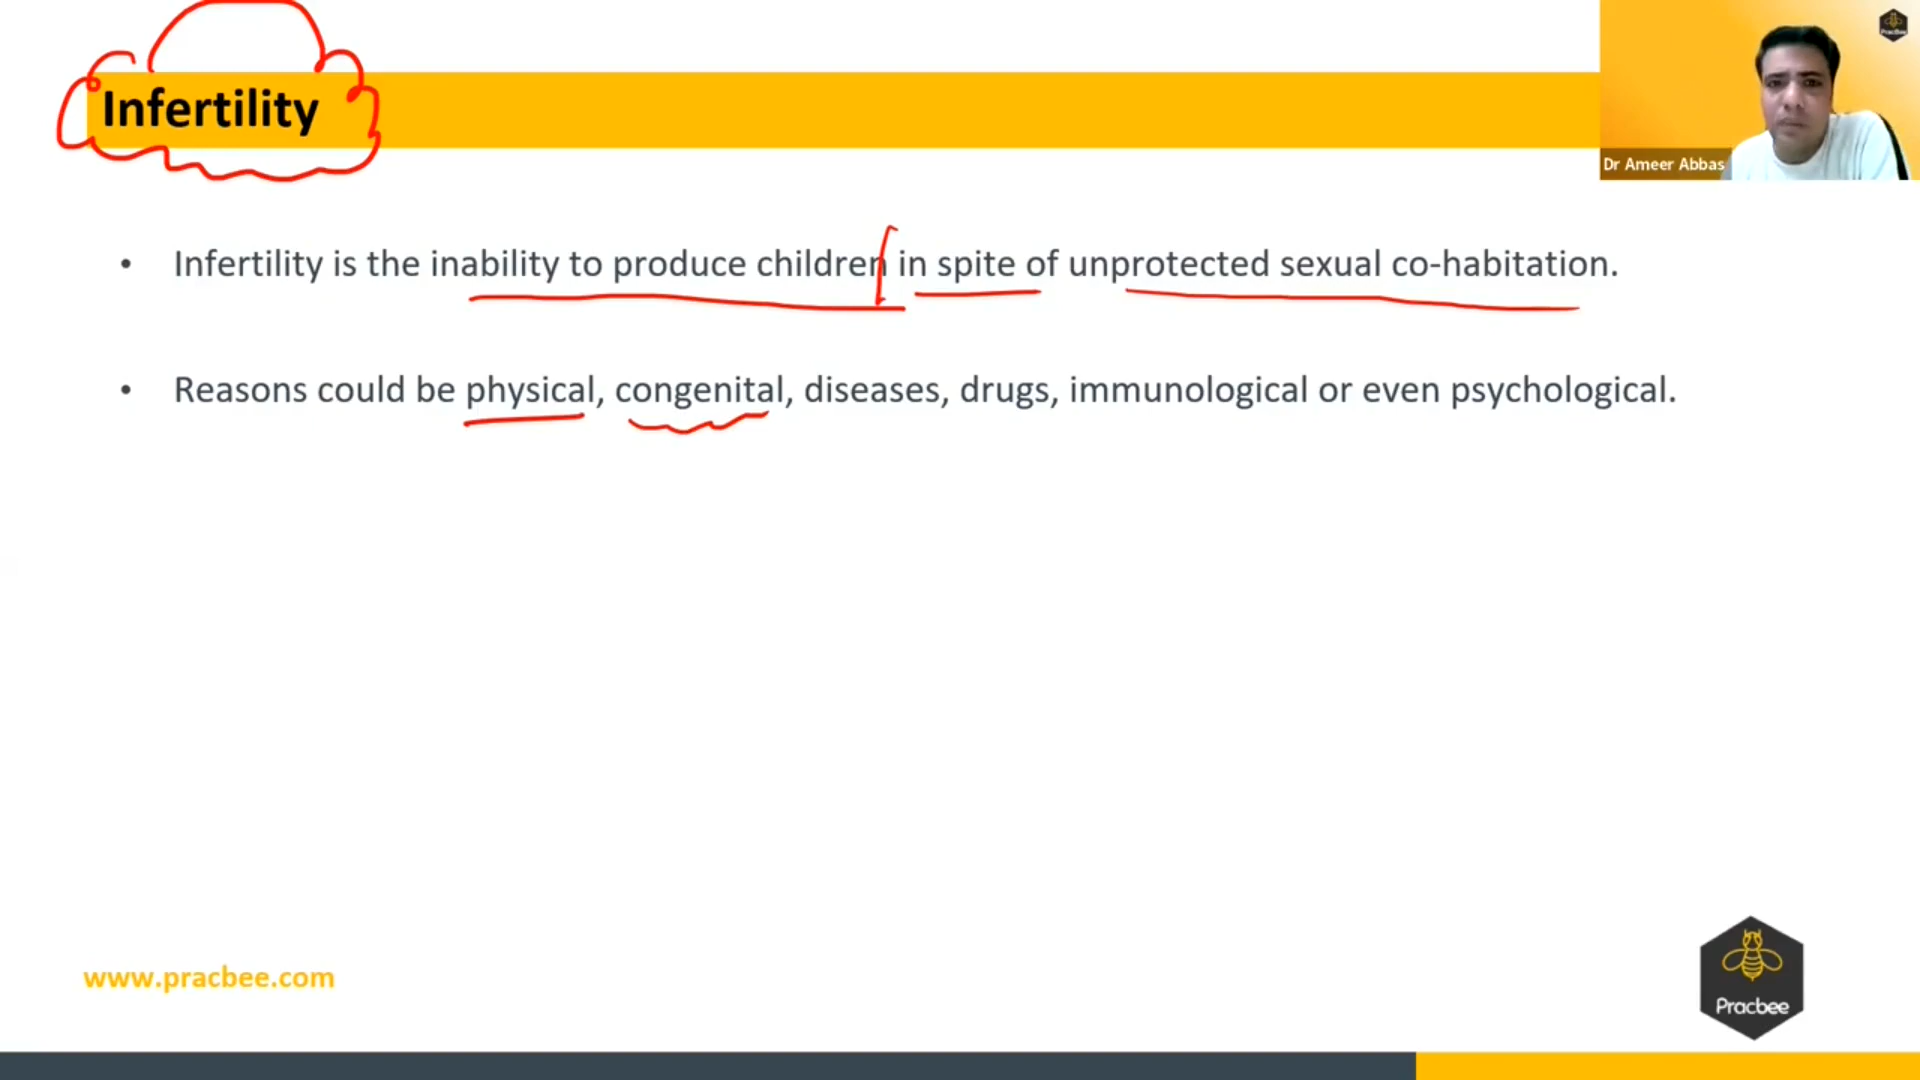 Infertility
PracBee
Dr Ameer Abbas
• Infertility is the inability to produce children in spite of unprotected sexual co-habitation.
• Reasons could be physical, congenital, diseases, drugs, immunological or even psychological.
www.pracbee.com
Pracbee